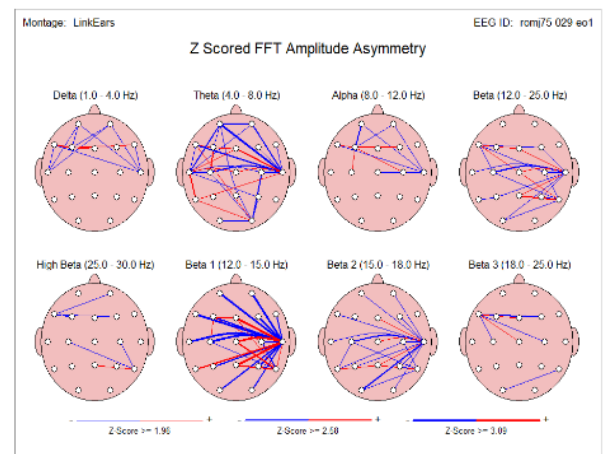 Montage: LinkEars EEG ID: romj75 029 eo1
Z Scored FFT Amplitude Asymmetry
Delta (1.0 - 4.0 Hz) Theta (4.0 - 8.0 Hz) Alpha (8.0 - 12.0 Hz) Beta (12.0 - 25.0 Hz)
High Beta (25.0 - 30.0 Hz) Beta 1 (12.0 - 15.0 Hz) Beta 2 (15.0 - 18.0 Hz) Beta 3 (18.0 - 25.0 Hz)
- + - + - +
Z-Score >= 1.96 Z-Score >= 2.58 Z-Score >= 3.09